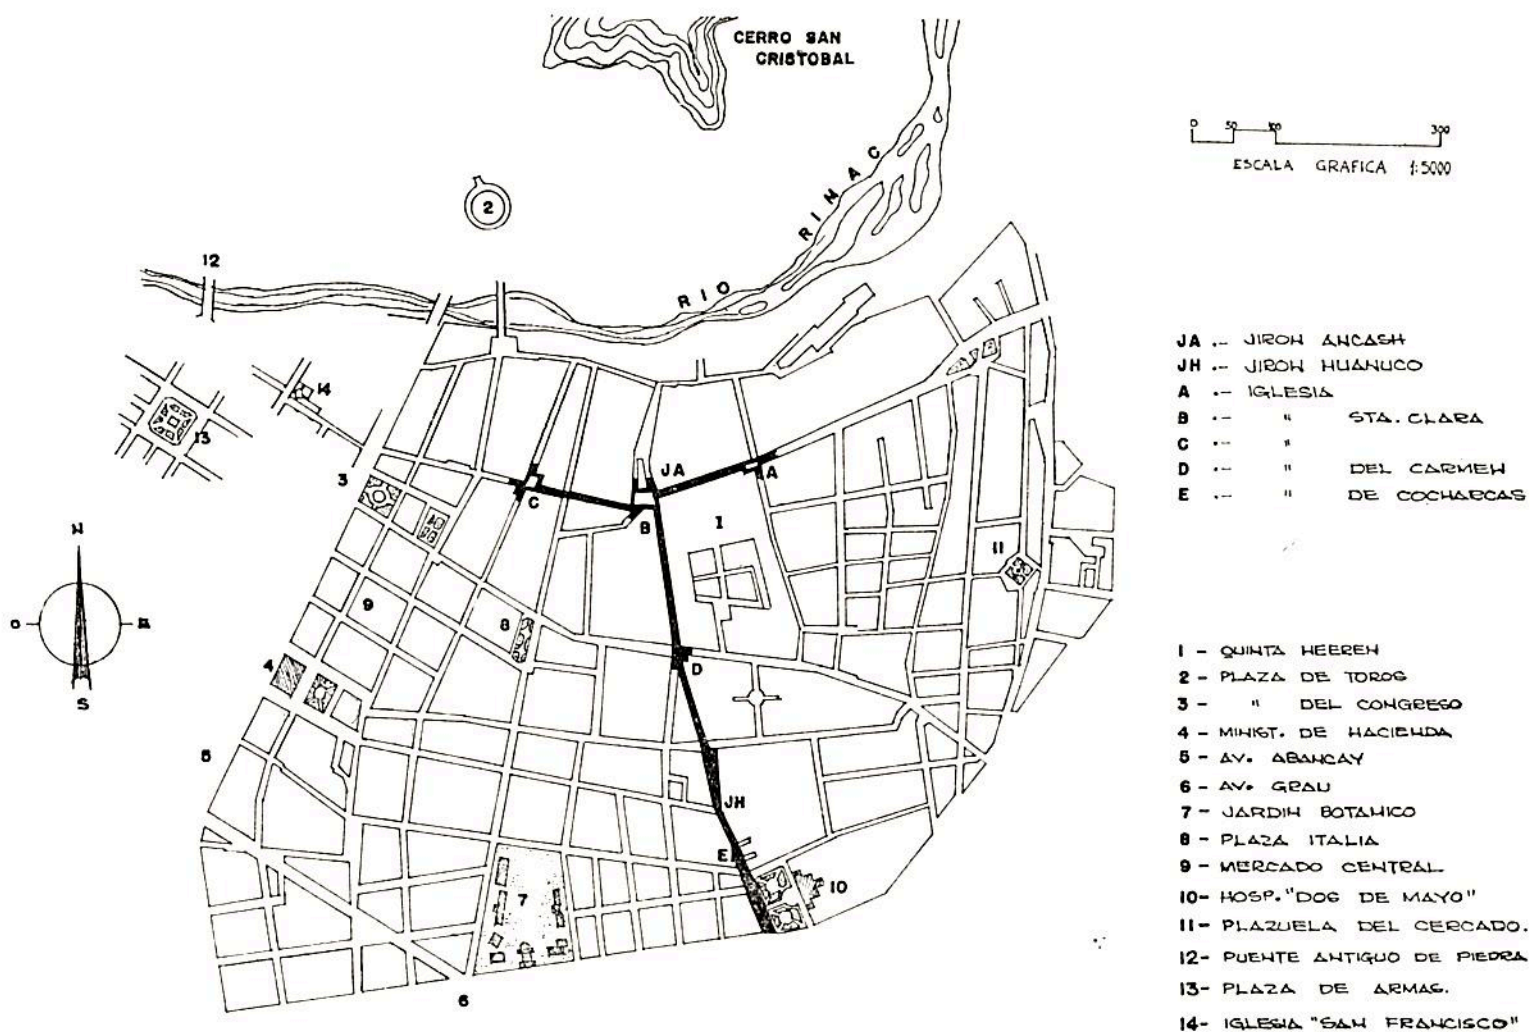 CERRO SAN
CRISTOBAL
0 50 100 300
ESCALA GRAFICA 1:5000
RIO RIMAC
2
12
14
13
3
JA
A
C
B
I
11
9
8
4
D
5
JH
E
7
10
6
N
O
E
S
JA .- JIRON ANCASH
JH .- JIRON HUANUCO
A .- IGLESIA
B .- " STA. CLARA
C .- "
D .- " DEL CARMEN
E .- " DE COCHARCAS
1 - QUINTA HEEREN
2 - PLAZA DE TOROS
3 - " DEL CONGRESO
4 - MINIST. DE HACIENDA
5 - AV. ABANCAY
6 - AV. GRAU
7 - JARDIN BOTANICO
8 - PLAZA ITALIA
9 - MERCADO CENTRAL
10- HOSP. "DOS DE MAYO"
11- PLAZUELA DEL CERCADO.
12- PUENTE ANTIGUO DE PIEDRA
13- PLAZA DE ARMAS.
14- IGLESIA "SAN FRANCISCO"